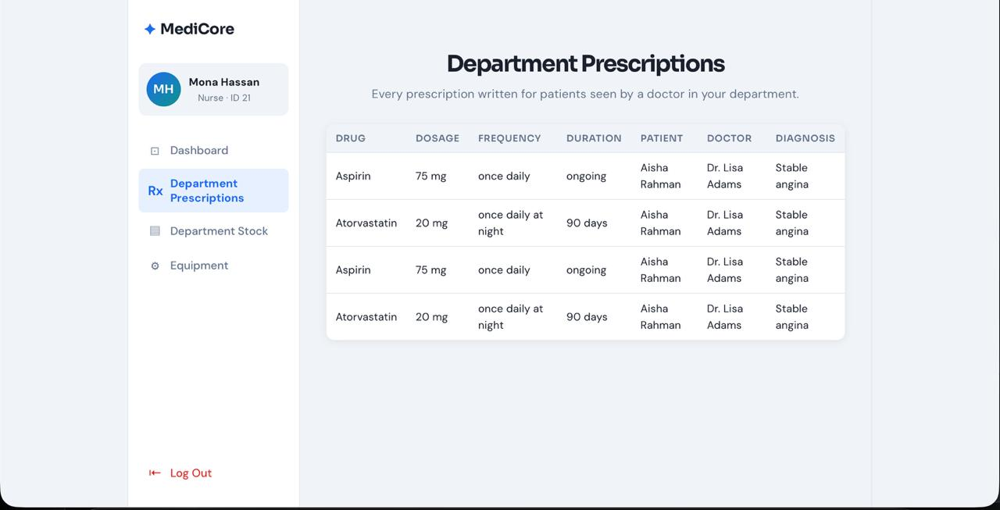 MediCore
MH
Mona Hassan
Nurse · ID 21
Dashboard
Rx
Department
Prescriptions
Department Stock
Equipment
Log Out
Department Prescriptions
Every prescription written for patients seen by a doctor in your department.
DRUG DOSAGE FREQUENCY DURATION PATIENT DOCTOR DIAGNOSIS
Aspirin 75 mg once daily ongoing Aisha Rahman Dr. Lisa Adams Stable angina
Atorvastatin 20 mg once daily at night 90 days Aisha Rahman Dr. Lisa Adams Stable angina
Aspirin 75 mg once daily ongoing Aisha Rahman Dr. Lisa Adams Stable angina
Atorvastatin 20 mg once daily at night 90 days Aisha Rahman Dr. Lisa Adams Stable angina